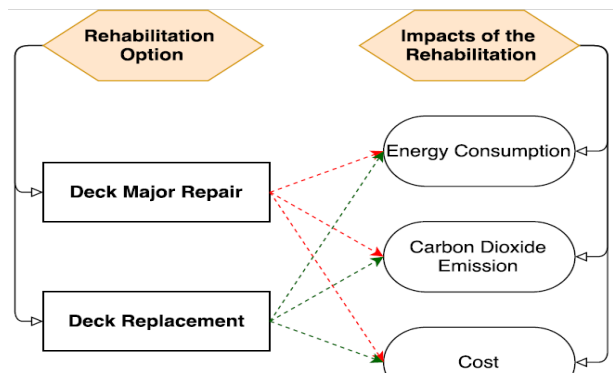 Rehabilitation
Option
Impacts of the
Rehabilitation
Energy Consumption
Deck Major Repair
Carbon Dioxide
Emission
Deck Replacement
Cost